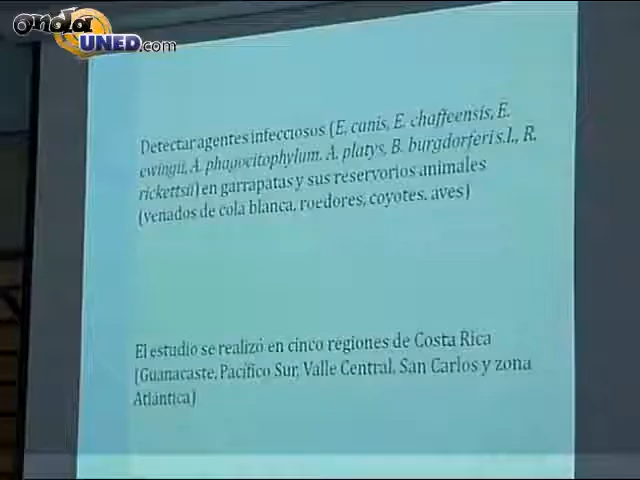 onda
UNED.com
Detectar agentes infecciosos (E. canis, E. chaffeensis, E.
ewingii, A. phagocitophylum. A. platys, B. burgdorferi s.l., R.
rickettsii) en garrapatas y sus reservorios animales
(venados de cola blanca, roedores, coyotes. aves)
El estudio se realizó en cinco regiones de Costa Rica
(Guanacaste, Pacífico Sur, Valle Central, San Carlos y zona
Atlántica)